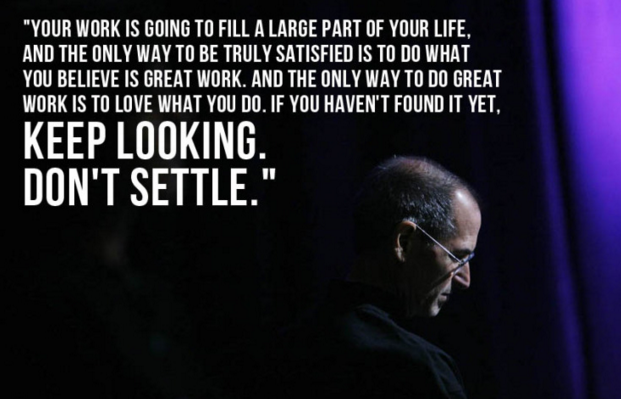 "YOUR WORK IS GOING TO FILL A LARGE PART OF YOUR LIFE,
AND THE ONLY WAY TO BE TRULY SATISFIED IS TO DO WHAT
YOU BELIEVE IS GREAT WORK. AND THE ONLY WAY TO DO GREAT
WORK IS TO LOVE WHAT YOU DO. IF YOU HAVEN'T FOUND IT YET,
KEEP LOOKING.
DON'T SETTLE."